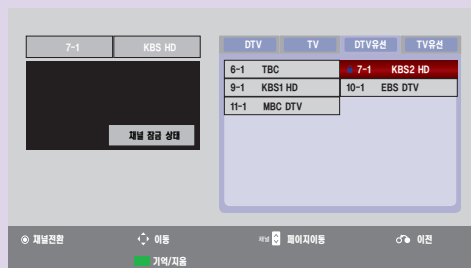 7-1 KBS HD
채널 잠금 상태
DTV TV DTV유선 TV유선
6-1 TBC 7-1 KBS2 HD
9-1 KBS1 HD 10-1 EBS DTV
11-1 MBC DTV
채널전환 이동 채널 페이지이동 이전
기억/지움